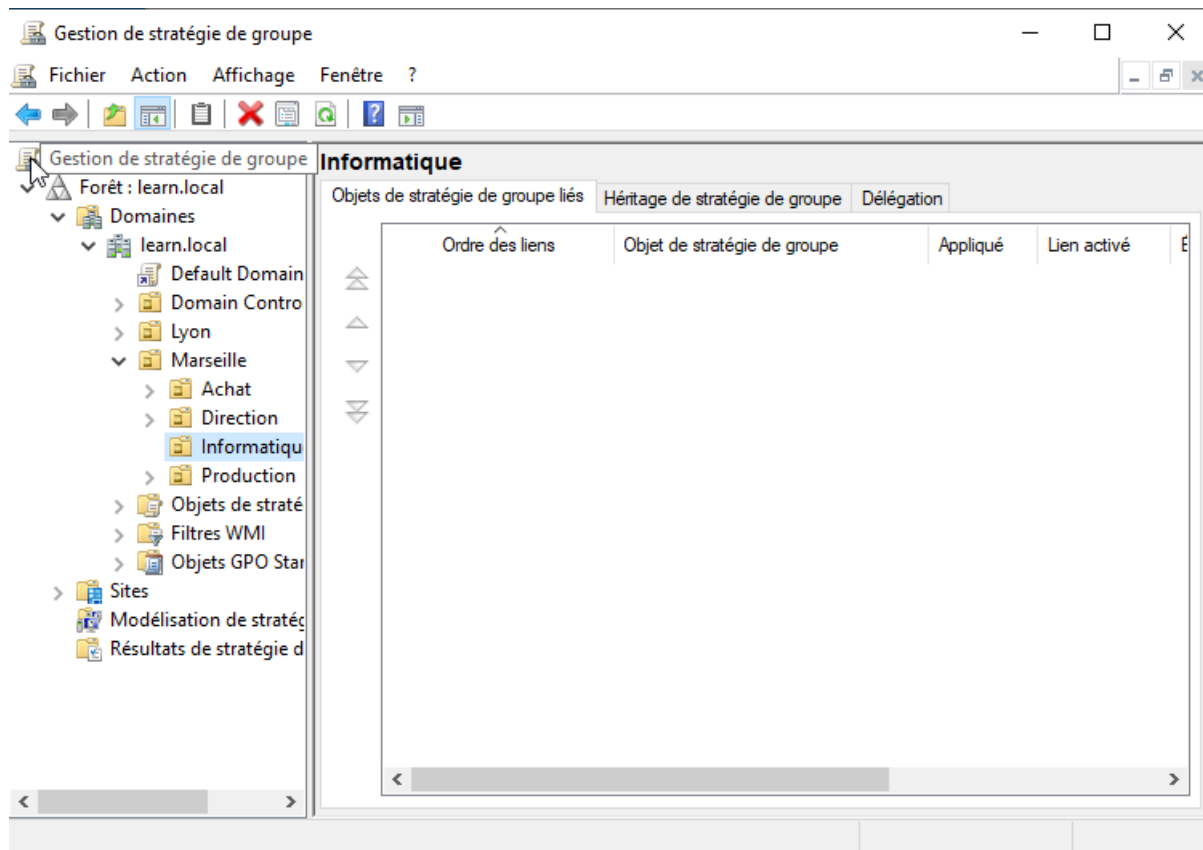 Gestion de stratégie de groupe
Fichier Action Affichage Fenêtre ?
Gestion de stratégie de groupe
Forêt : learn.local
Domaines
learn.local
Default Domain
Domain Contro
Lyon
Marseille
Achat
Direction
Informatiqu
Production
Objets de straté
Filtres WMI
Objets GPO Star
Sites
Modélisation de stratég
Résultats de stratégie d
Informatique
Objets de stratégie de groupe liés Héritage de stratégie de groupe Délégation
Ordre des liens Objet de stratégie de groupe Appliqué Lien activé É